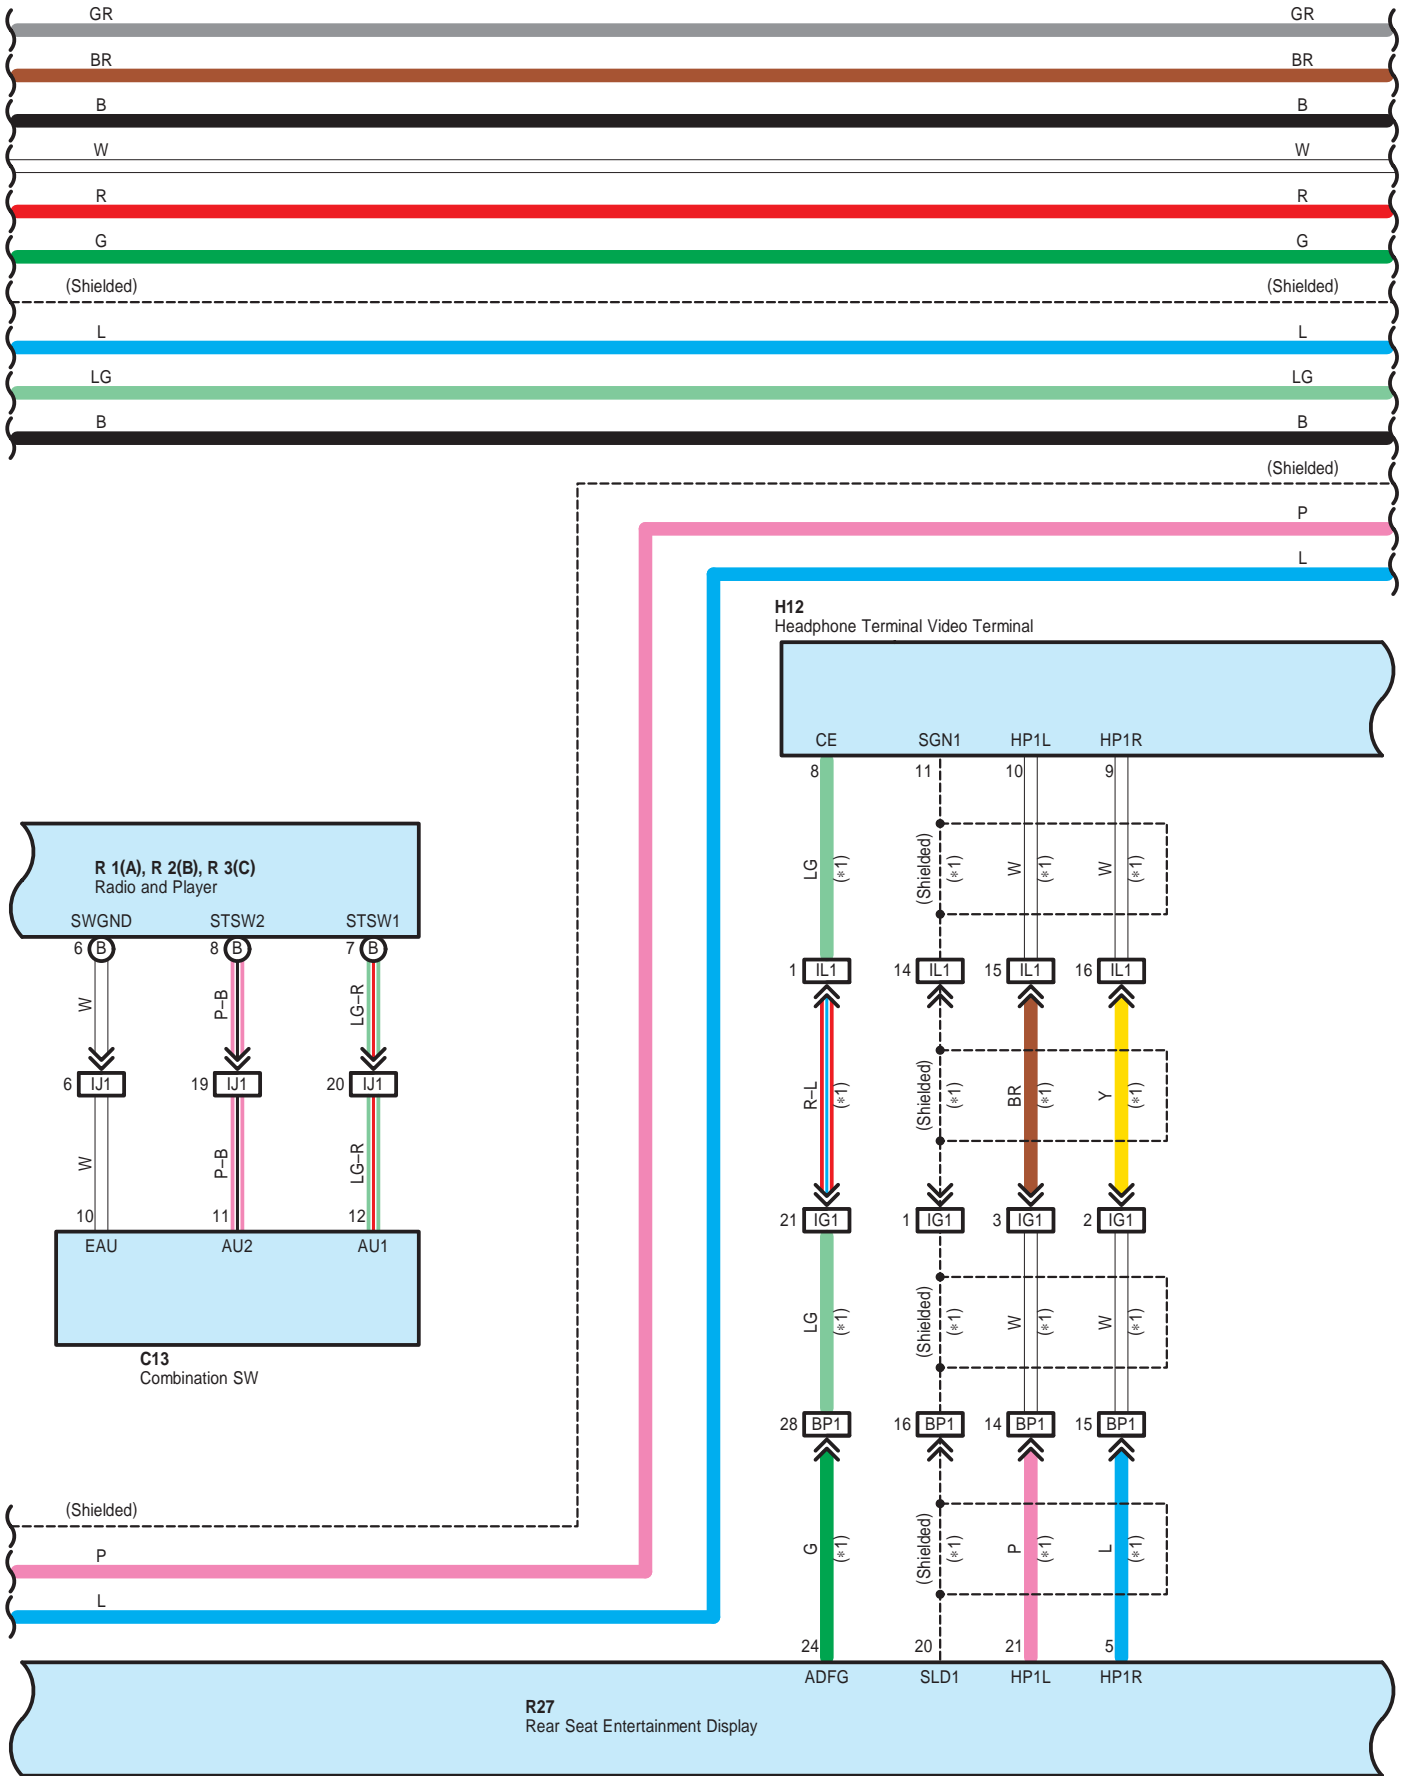 GR GR
BR BR
B B
W W
R R
G G
(Shielded) (Shielded)
L L
LG LG
B B
(Shielded)
P
L
H12
Headphone Terminal Video Terminal
CE SGN1 HP1L HP1R
8 11 10 9
LG (*1) (Shielded) (*1) W (*1) W (*1)
R 1(A), R 2(B), R 3(C)
Radio and Player
SWGND STSW2 STSW1
6 B 8 B 7 B
1 IL1 14 IL1 15 IL1 16 IL1
W P–B LG–R
6 IJ1 19 IJ1 20 IJ1
R–L (*1) (Shielded) (*1) BR (*1) Y (*1)
W P–B LG–R
10 11 12
21 IG1 1 IG1 3 IG1 2 IG1
EAU AU2 AU1
LG (*1) (Shielded) (*1) W (*1) W (*1)
C13
Combination SW
28 BP1 16 BP1 14 BP1 15 BP1
(Shielded)
G (*1) (Shielded) (*1) P (*1) L (*1)
P
L
24 20 21 5
ADFG SLD1 HP1L HP1R
R27
Rear Seat Entertainment Display